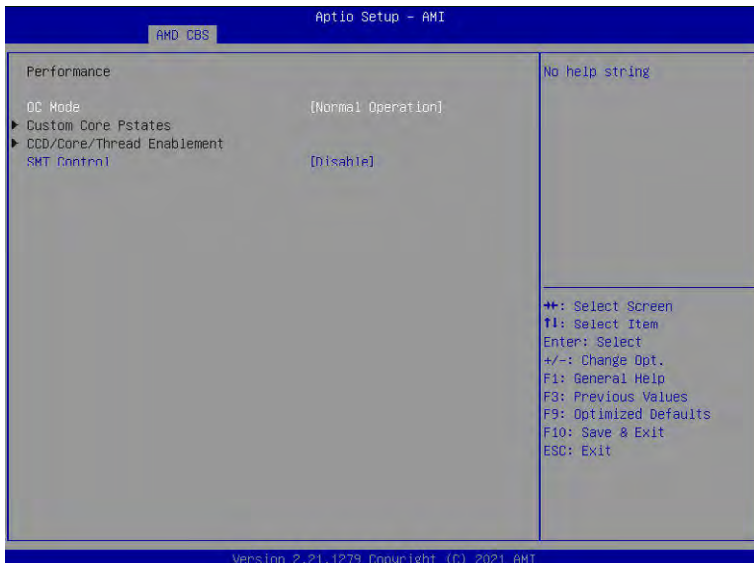 Aptio Setup - AMI
AMD CBS
Performance
No help string
OC Mode [Normal Operation]
▶ Custom Core Pstates
▶ CCD/Core/Thread Enablement
SMT Control [Disable]
→←: Select Screen
↑↓: Select Item
Enter: Select
+/-: Change Opt.
F1: General Help
F3: Previous Values
F9: Optimized Defaults
F10: Save & Exit
ESC: Exit
Version 2.21.1279 Copyright (C) 2021 AMI